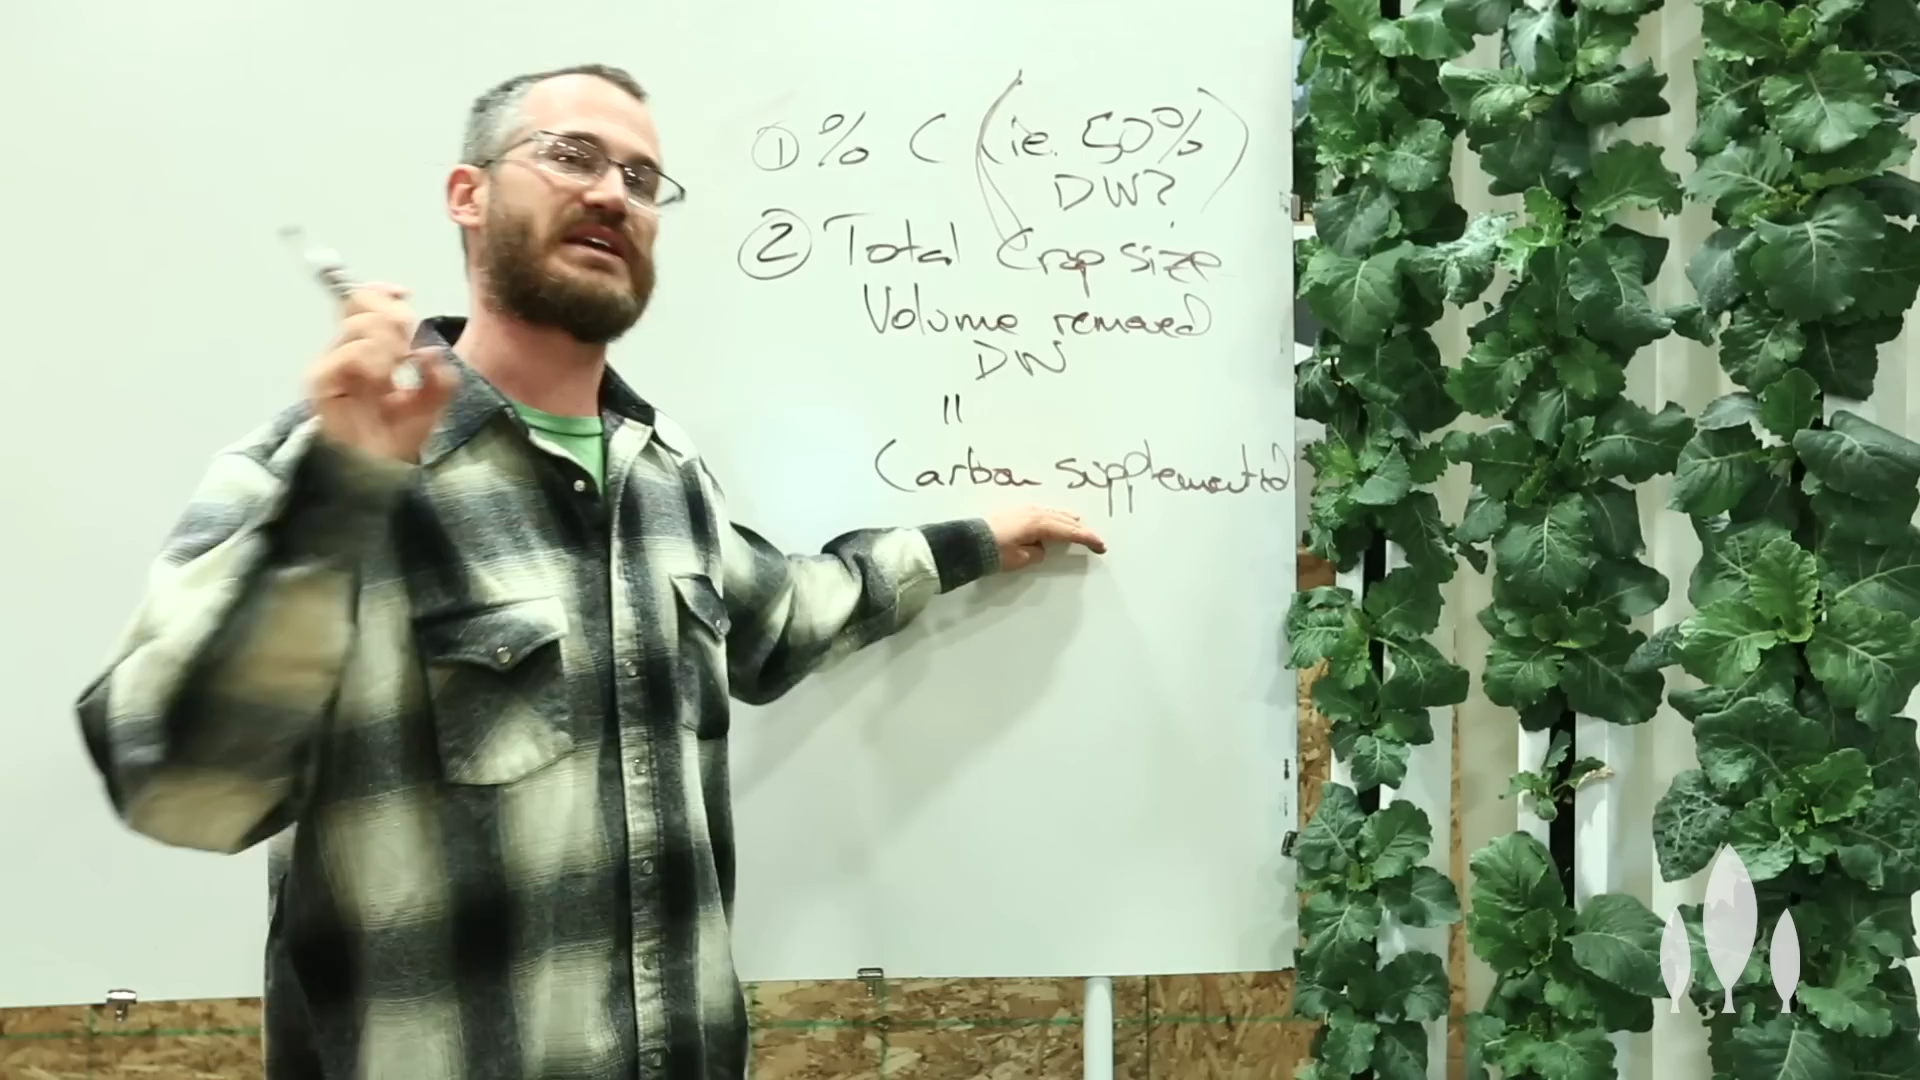 ① % C (ie. 50%
DW?)
② Total Crop size
Volume removed
DW
=
Carbon supplemented